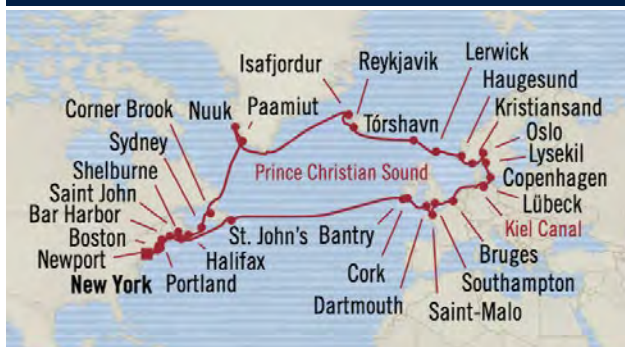 Isafjordur
Reykjavik
Lerwick
Haugesund
Corner Brook
Nuuk
Paamiut
Kristiansand
Tórshavn
Oslo
Sydney
Lysekil
Shelburne
Prince Christian Sound
Copenhagen
Saint John
Lübeck
Bar Harbor
Kiel Canal
Boston
St. John's
Bantry
Newport
Halifax
Bruges
Cork
New York
Portland
Southampton
Dartmouth
Saint-Malo